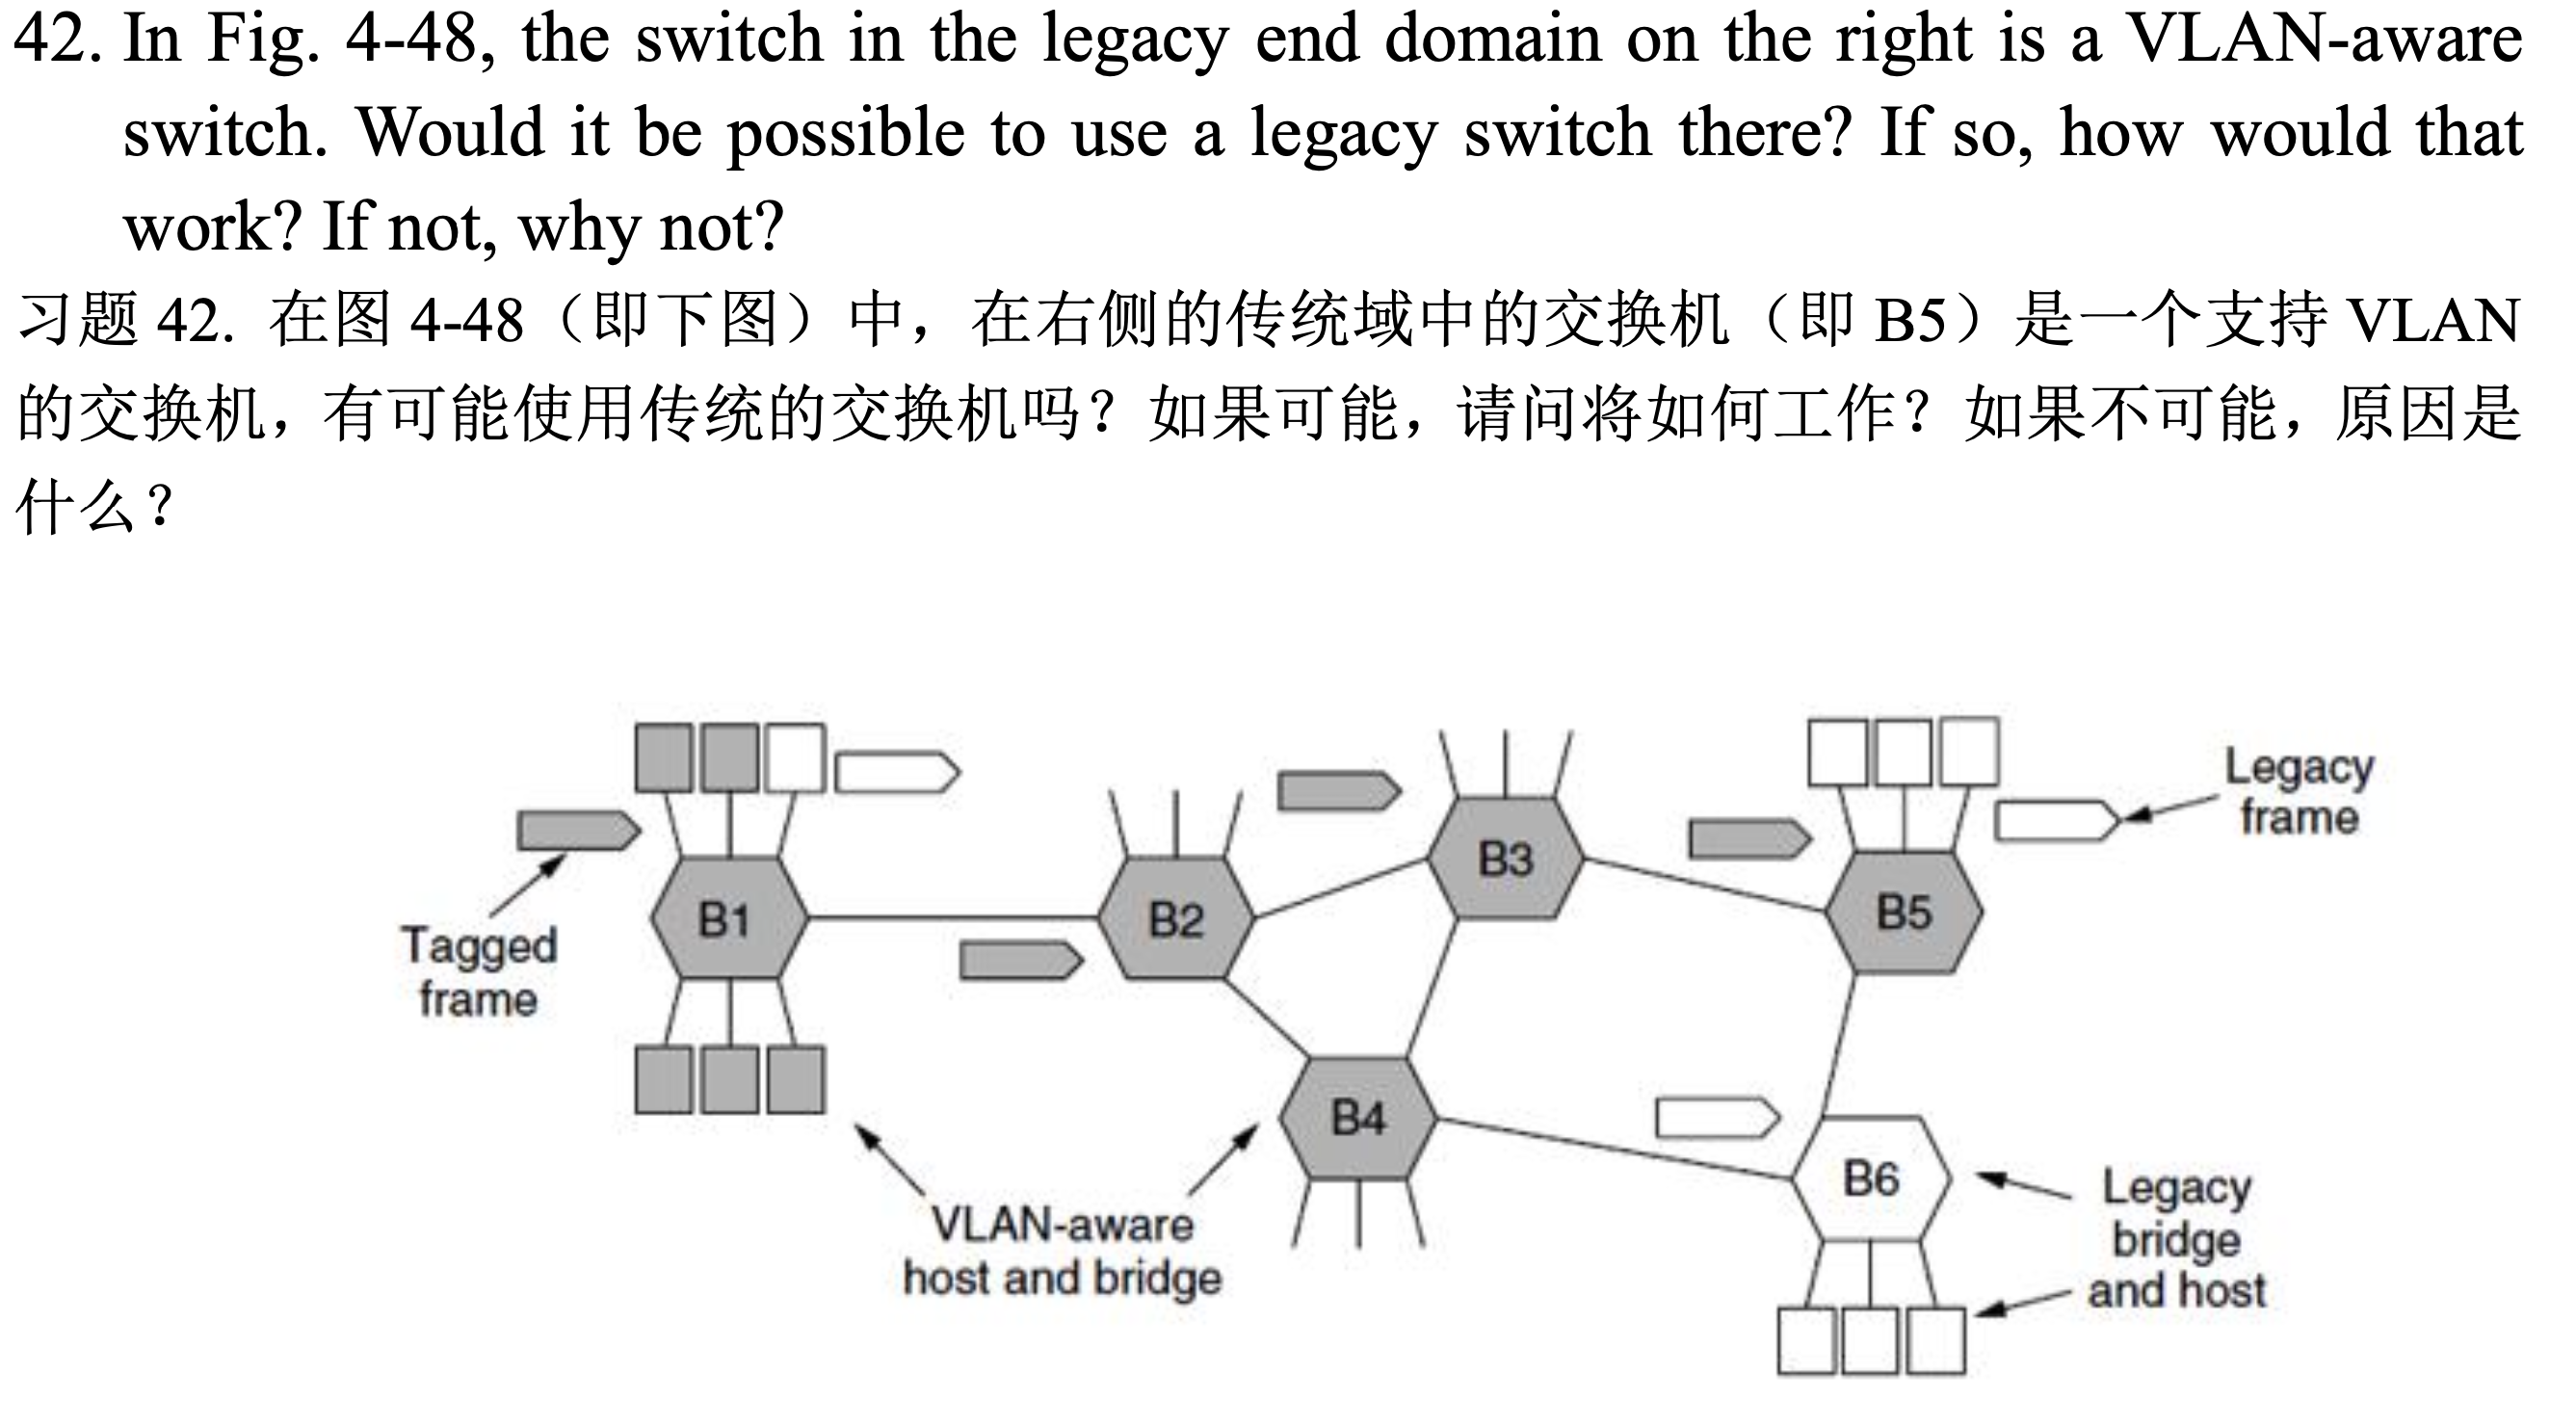 42. In Fig. 4-48, the switch in the legacy end domain on the right is a VLAN-aware
switch. Would it be possible to use a legacy switch there? If so, how would that
work? If not, why not?
习题 42. 在图 4-48（即下图）中，在右侧的传统域中的交换机（即 B5）是一个支持 VLAN
的交换机，有可能使用传统的交换机吗？如果可能，请问将如何工作？如果不可能，原因是
什么？
Legacy
frame
B3
B5
B1
B2
Tagged
frame
B4
B6
VLAN-aware
host and bridge
Legacy
bridge
and host